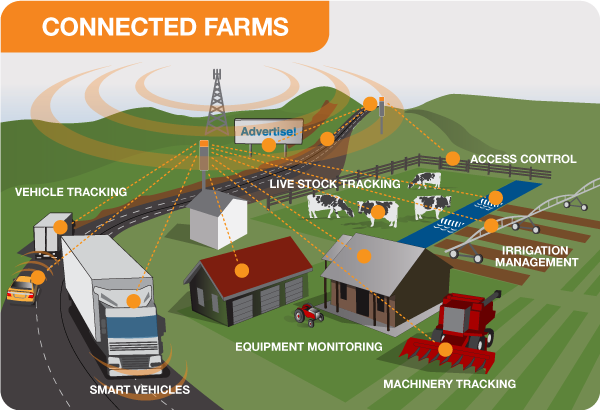 CONNECTED FARMS
Advertise!
ACCESS CONTROL
VEHICLE TRACKING
LIVE STOCK TRACKING
IRRIGATION
MANAGEMENT
EQUIPMENT MONITORING
SMART VEHICLES
MACHINERY TRACKING